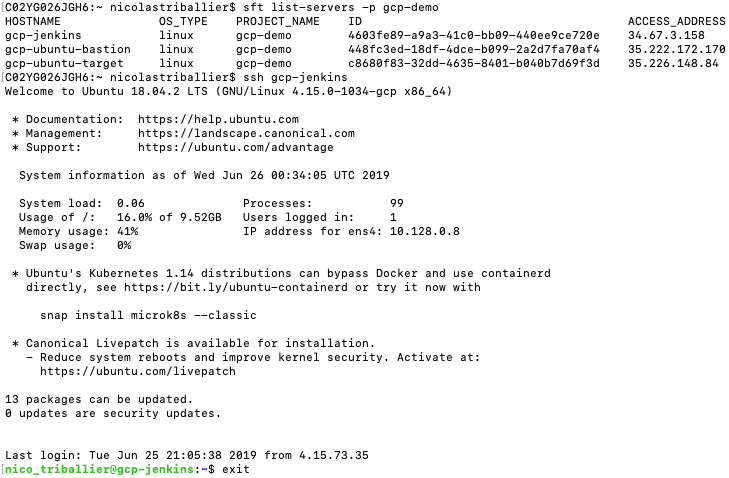 [C02YG026JGH6:~ nicolastriballier$ sft list-servers -p gcp-demo
HOSTNAME OS_TYPE PROJECT_NAME ID ACCESS_ADDRESS
gcp-jenkins linux gcp-demo 4603fe89-a9a3-41c0-bb09-440ee9ce720e 34.67.3.158
gcp-ubuntu-bastion linux gcp-demo 448fc3ed-18df-4dce-b099-2a2d7fa70af4 35.222.172.170
gcp-ubuntu-target linux gcp-demo c8680f83-32dd-4635-8401-b040b7d69f3d 35.226.148.84
[C02YG026JGH6:~ nicolastriballier$ ssh gcp-jenkins
Welcome to Ubuntu 18.04.2 LTS (GNU/Linux 4.15.0-1034-gcp x86_64)
* Documentation: https://help.ubuntu.com
* Management: https://landscape.canonical.com
* Support: https://ubuntu.com/advantage
System information as of Wed Jun 26 00:34:05 UTC 2019
System load: 0.06 Processes: 99
Usage of /: 16.0% of 9.52GB Users logged in: 1
Memory usage: 41% IP address for ens4: 10.128.0.8
Swap usage: 0%
* Ubuntu's Kubernetes 1.14 distributions can bypass Docker and use containerd
directly, see https://bit.ly/ubuntu-containerd or try it now with
snap install microk8s --classic
* Canonical Livepatch is available for installation.
- Reduce system reboots and improve kernel security. Activate at:
https://ubuntu.com/livepatch
13 packages can be updated.
0 updates are security updates.
Last login: Tue Jun 25 21:05:38 2019 from 4.15.73.35
[nico_triballier@gcp-jenkins:~$ exit